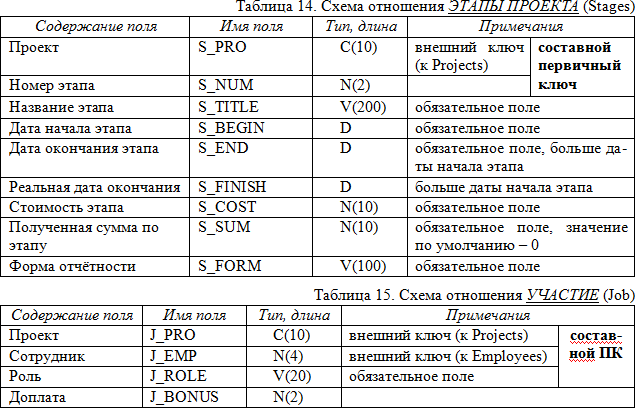 Таблица 14. Схема отношения ЭТАПЫ ПРОЕКТА (Stages)
Содержание поля Имя поля Тип, длина Примечания
Проект S_PRO C(10) внешний ключ составной
(к Projects) первичный
Номер этапа S_NUM N(2) ключ
Название этапа S_TITLE V(200) обязательное поле
Дата начала этапа S_BEGIN D обязательное поле
Дата окончания этапа S_END D обязательное поле, больше да-
ты начала этапа
Реальная дата окончания S_FINISH D больше даты начала этапа
Стоимость этапа S_COST N(10) обязательное поле
Полученная сумма по S_SUM N(10) обязательное поле, значение
этапу по умолчанию – 0
Форма отчётности S_FORM V(100) обязательное поле
Таблица 15. Схема отношения УЧАСТИЕ (Job)
Содержание поля Имя поля Тип, длина Примечания
Проект J_PRO C(10) внешний ключ (к Projects) состав-
Сотрудник J_EMP N(4) внешний ключ (к Employees) ной ПК
Роль J_ROLE V(20) обязательное поле
Доплата J_BONUS N(2)